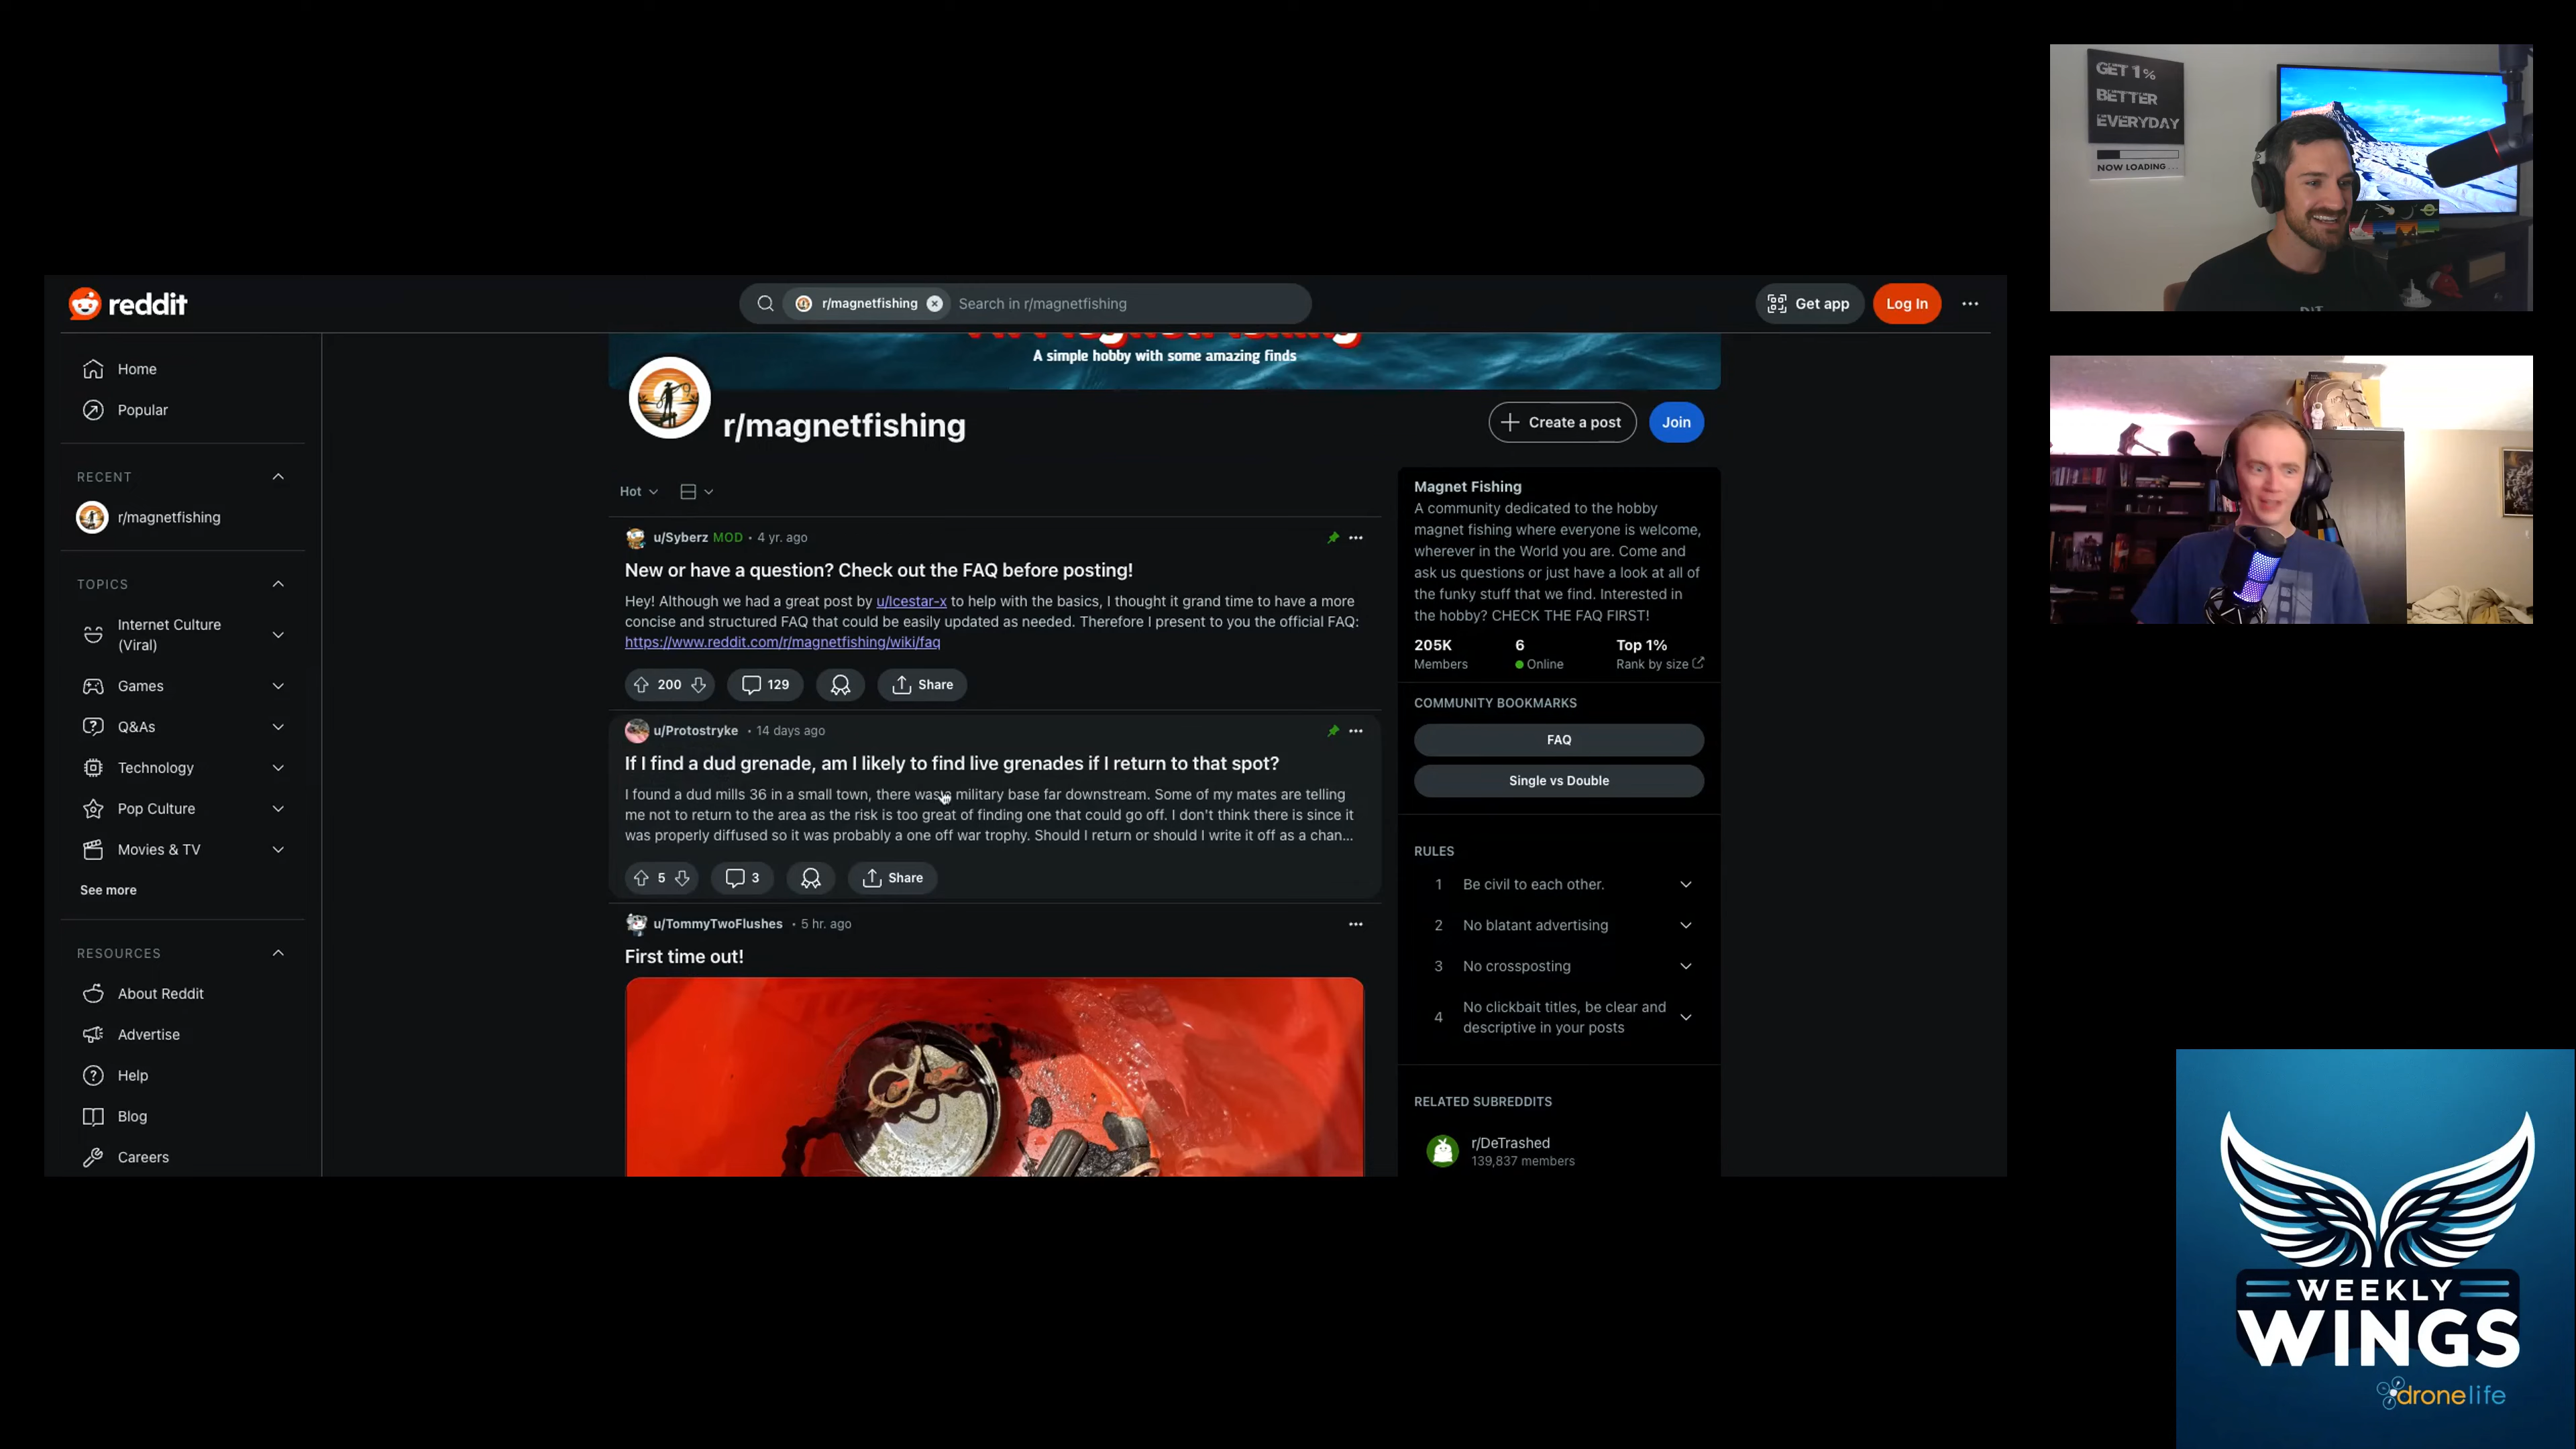 reddit
r/magnetfishing
Search in r/magnetfishing
Get app
Log In
Home
Popular
RECENT
r/magnetfishing
TOPICS
Internet Culture
(Viral)
Games
Q&As
Technology
Pop Culture
Movies & TV
See more
RESOURCES
About Reddit
Advertise
Help
Blog
Careers
A simple hobby with some amazing finds
r/magnetfishing
Create a post
Join
Hot
u/Syberz MOD • 4 yr. ago
New or have a question? Check out the FAQ before posting!
Hey! Although we had a great post by u/Icestar-x to help with the basics, I thought it grand time to have a more
concise and structured FAQ that could be easily updated as needed. Therefore I present to you the official FAQ:
https://www.reddit.com/r/magnetfishing/wiki/faq
200
129
Share
u/Protostryke • 14 days ago
If I find a dud grenade, am I likely to find live grenades if I return to that spot?
I found a dud mills 36 in a small town, there was military base far downstream. Some of my mates are telling
me not to return to the area as the risk is too great of finding one that could go off. I don't think there is since it
was properly diffused so it was probably a one off war trophy. Should I return or should I write it off as a chan...
5
3
Share
u/TommyTwoFlushes • 5 hr. ago
First time out!
Magnet Fishing
A community dedicated to the hobby
magnet fishing where everyone is welcome,
wherever in the World you are. Come and
ask us questions or just have a look at all of
the funky stuff that we find. Interested in
the hobby? CHECK THE FAQ FIRST!
205K
Members
6
Online
Top 1%
Rank by size
COMMUNITY BOOKMARKS
FAQ
Single vs Double
RULES
1 Be civil to each other.
2 No blatant advertising
3 No crossposting
4 No clickbait titles, be clear and
descriptive in your posts
RELATED SUBREDDITS
r/DeTrashed
139,837 members
GET 1%
BETTER
EVERYDAY
NOW LOADING...
WEEKLY
WINGS
dronelife